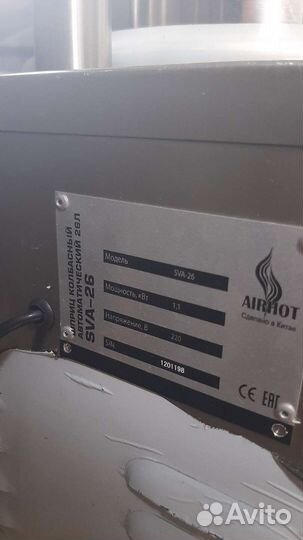 ШПРИЦ КОЛБАСНЫЙ
АВТОМАТИЧЕСКИЙ 26Л
SVA-26
Модель SVA-26
Мощность, кВт 1,1
Напряжение, В 220
S/N 1201198
AIRHOT
Сделано в Китае
CE EAC
Avito